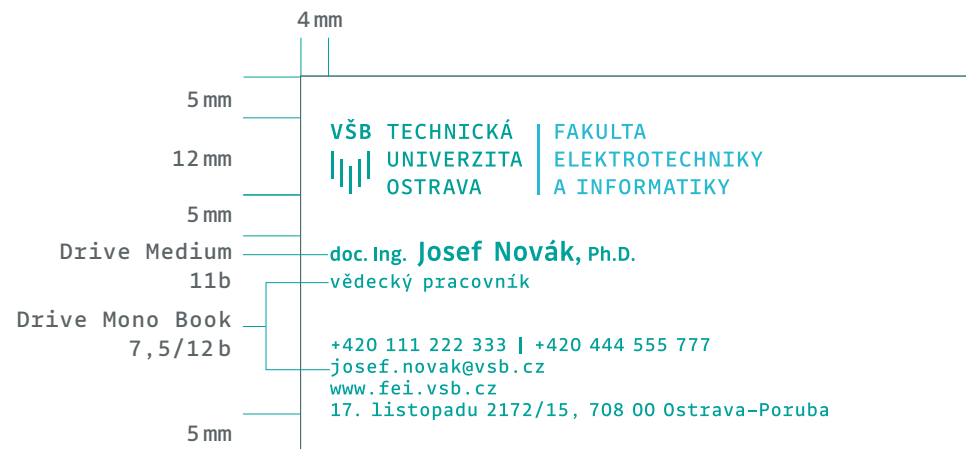 4 mm
5 mm
12 mm
5 mm
Drive Medium
11b
Drive Mono Book
7,5/12 b
5 mm
VŠB TECHNICKÁ
UNIVERZITA
OSTRAVA
FAKULTA
ELEKTROTECHNIKY
A INFORMATIKY
doc. Ing. Josef Novák, Ph.D.
vědecký pracovník
+420 111 222 333 | +420 444 555 777
josef.novak@vsb.cz
www.fei.vsb.cz
17. listopadu 2172/15, 708 00 Ostrava–Poruba